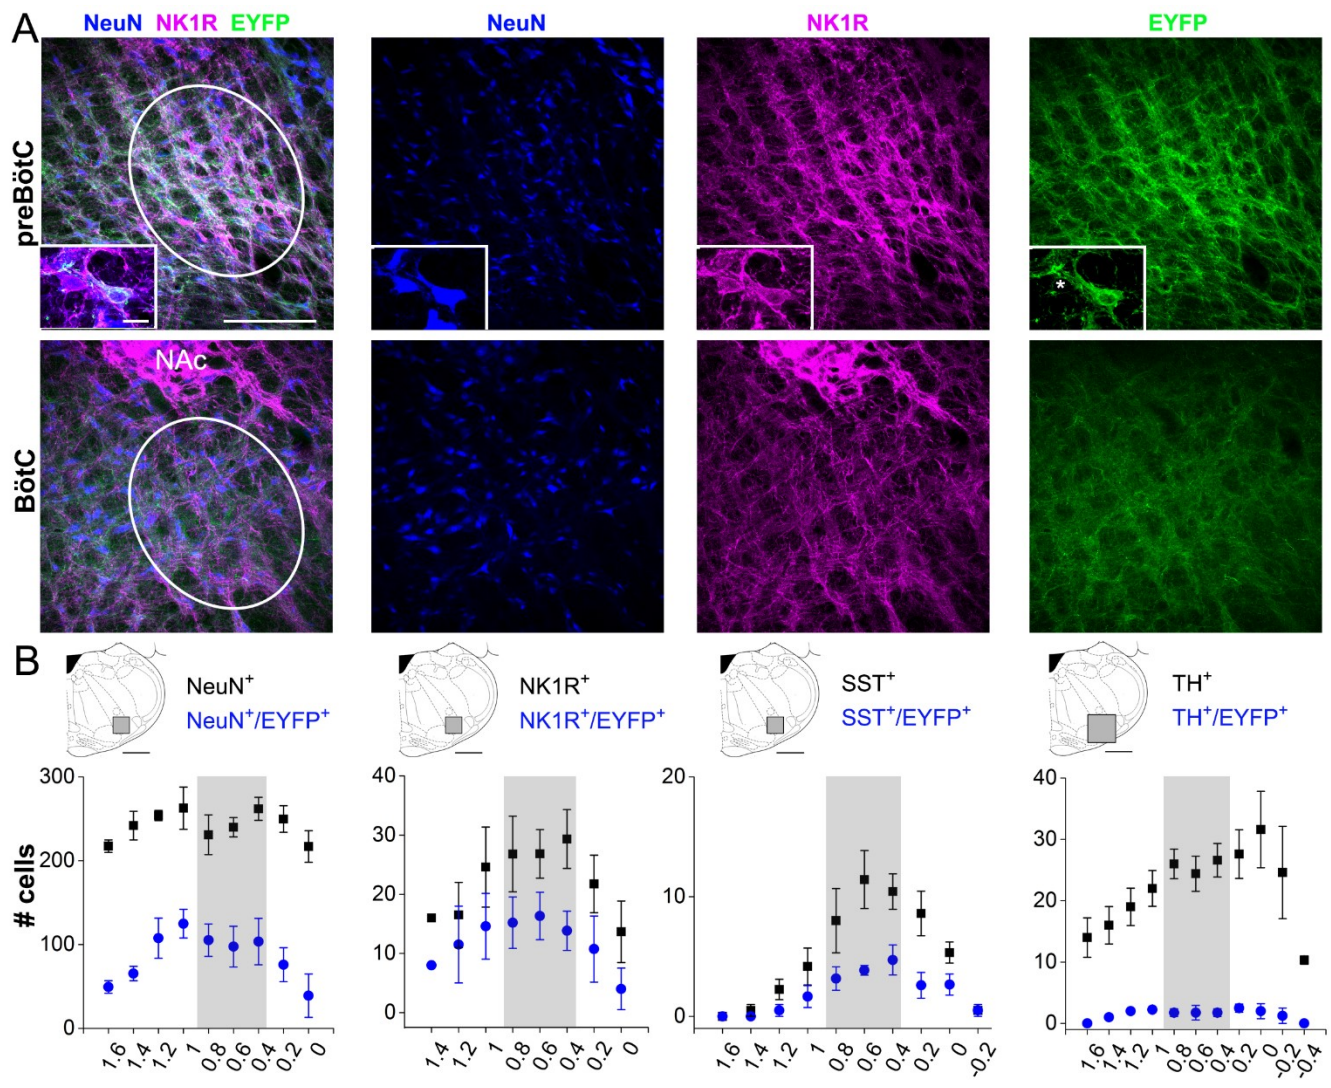 A
NeuN NK1R EYFP
NeuN
NK1R
EYFP
preBötC
*
NAc
BötC
B
NeuN⁺
NeuN⁺/EYFP⁺
NK1R⁺
NK1R⁺/EYFP⁺
SST⁺
SST⁺/EYFP⁺
TH⁺
TH⁺/EYFP⁺
# cells
300
200
100
0
1.6 1.4 1.2 1 0.8 0.6 0.4 0.2 0
40
30
20
10
0
1.4 1.2 1 0.8 0.6 0.4 0.2 0
20
10
0
1.6 1.4 1.2 1 0.8 0.6 0.4 0.2 0 -0.2
40
30
20
10
0
1.6 1.4 1.2 1 0.8 0.6 0.4 0.2 0 -0.2 -0.4